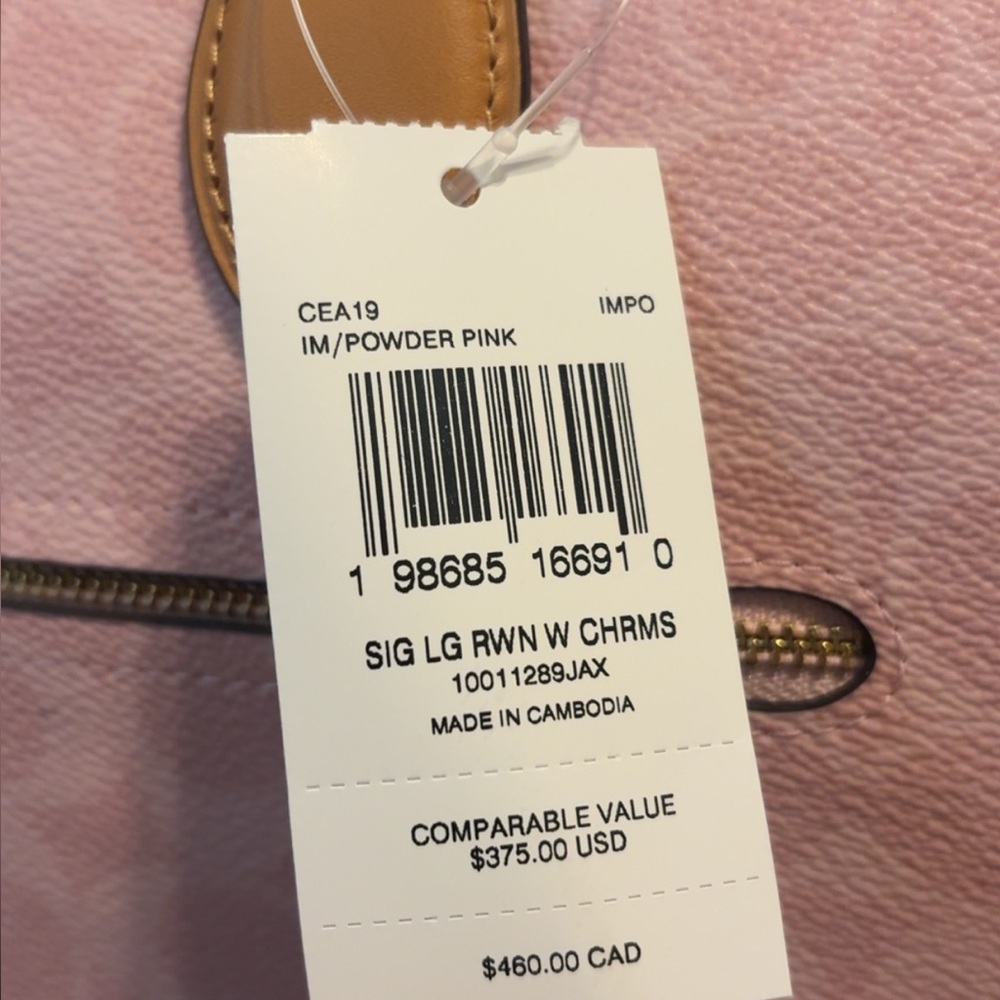 CEA19 IMPO
IM/POWDER PINK
1 98685 16691 0
SIG LG RWN W CHRMS
10011289JAX
MADE IN CAMBODIA
COMPARABLE VALUE
$375.00 USD
$460.00 CAD